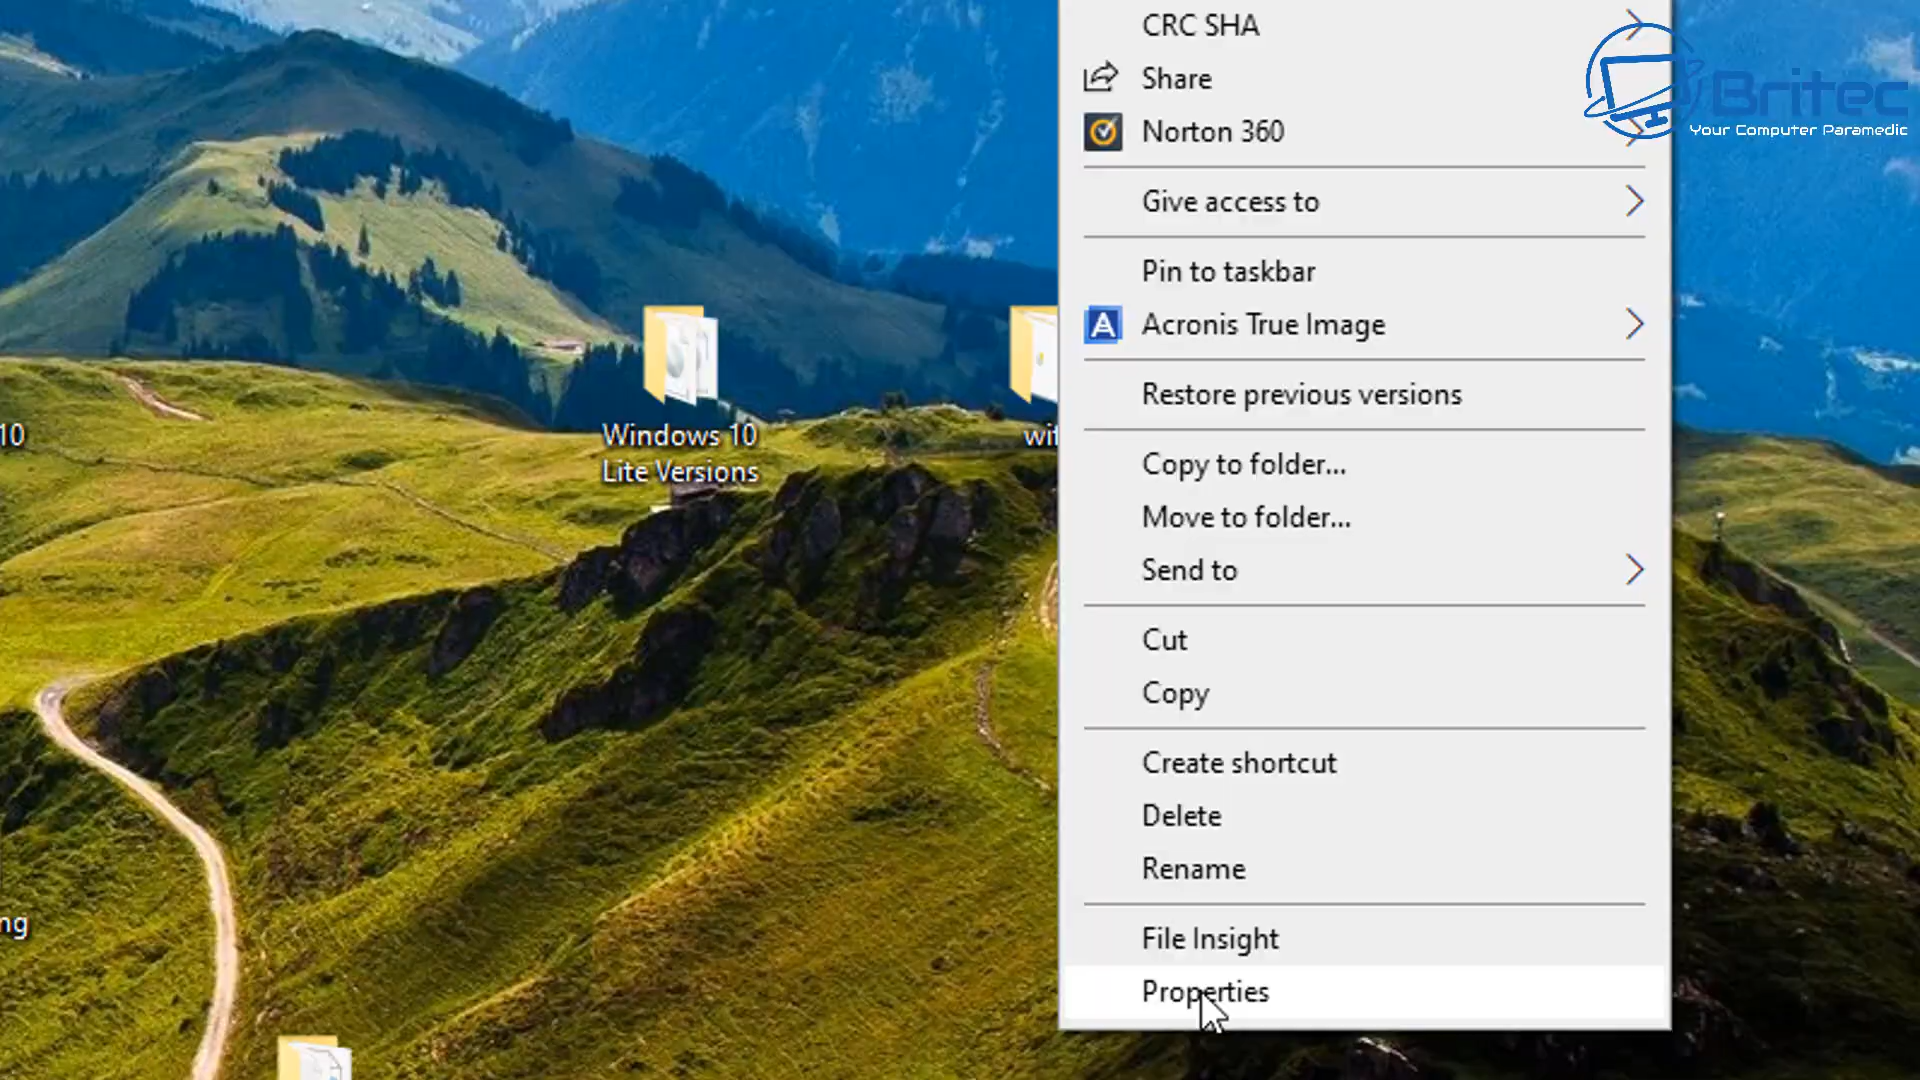 CRC SHA
Share
Norton 360
Give access to
Pin to taskbar
Acronis True Image
Restore previous versions
Copy to folder...
Move to folder...
Send to
Cut
Copy
Create shortcut
Delete
Rename
File Insight
Properties
Britec
Your Computer Paramedic
Windows 10
Lite Versions
10
ng